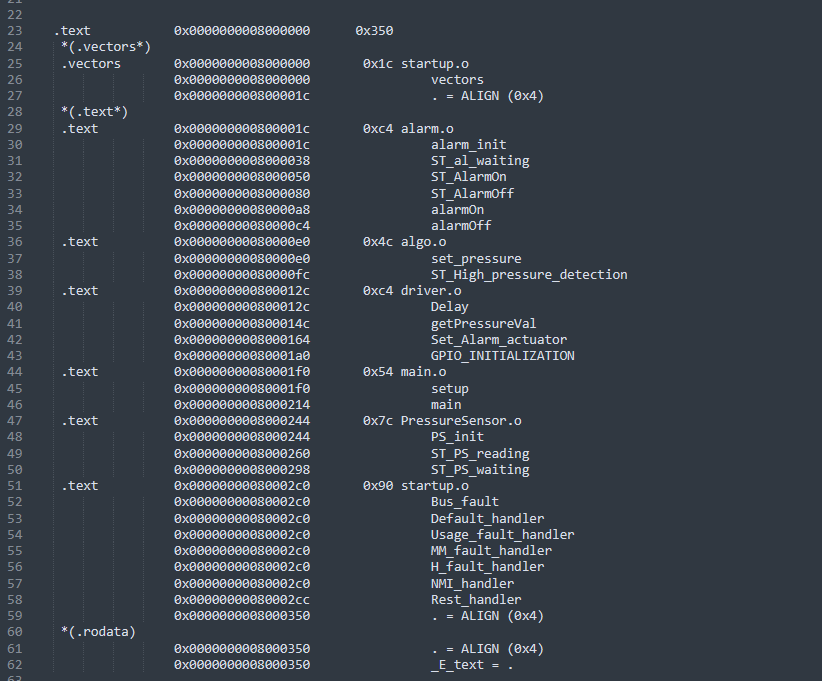 22
23 .text 0x0000000008000000 0x350
24 *(.vectors*)
25 .vectors 0x0000000008000000 0x1c startup.o
26 0x0000000008000000 vectors
27 0x000000000800001c . = ALIGN (0x4)
28 *(.text*)
29 .text 0x000000000800001c 0xc4 alarm.o
30 0x000000000800001c alarm_init
31 0x0000000008000038 ST_al_waiting
32 0x0000000008000050 ST_AlarmOn
33 0x0000000008000080 ST_AlarmOff
34 0x00000000080000a8 alarmOn
35 0x00000000080000c4 alarmOff
36 .text 0x00000000080000e0 0x4c algo.o
37 0x00000000080000e0 set_pressure
38 0x00000000080000fc ST_High_pressure_detection
39 .text 0x000000000800012c 0xc4 driver.o
40 0x000000000800012c Delay
41 0x000000000800014c getPressureVal
42 0x0000000008000164 Set_Alarm_actuator
43 0x00000000080001a0 GPIO_INITIALIZATION
44 .text 0x00000000080001f0 0x54 main.o
45 0x00000000080001f0 setup
46 0x0000000008000214 main
47 .text 0x0000000008000244 0x7c PressureSensor.o
48 0x0000000008000244 PS_init
49 0x0000000008000260 ST_PS_reading
50 0x0000000008000298 ST_PS_waiting
51 .text 0x00000000080002c0 0x90 startup.o
52 0x00000000080002c0 Bus_fault
53 0x00000000080002c0 Default_handler
54 0x00000000080002c0 Usage_fault_handler
55 0x00000000080002c0 MM_fault_handler
56 0x00000000080002c0 H_fault_handler
57 0x00000000080002c0 NMI_handler
58 0x00000000080002cc Rest_handler
59 0x0000000008000350 . = ALIGN (0x4)
60 *(.rodata)
61 0x0000000008000350 . = ALIGN (0x4)
62 0x0000000008000350 _E_text = .